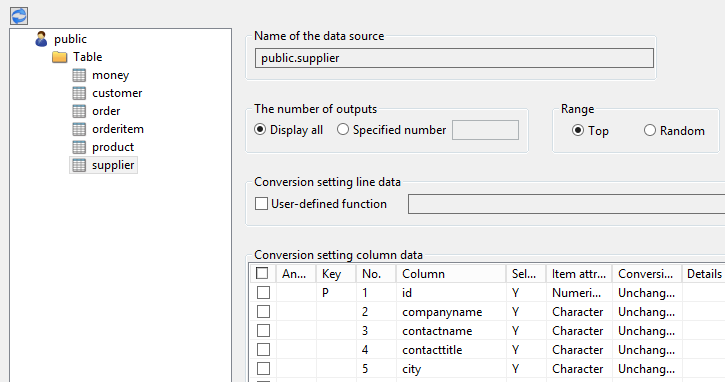 public
Table
money
customer
order
orderitem
product
supplier
Name of the data source
public.supplier
The number of outputs
Display all Specified number
Range
Top Random
Conversion setting line data
User-defined function
Conversion setting column data
An... Key No. Column Sel... Item attr... Conversi... Details
P 1 id Y Numeri... Unchang...
2 companyname Y Character Unchang...
3 contactname Y Character Unchang...
4 contacttitle Y Character Unchang...
5 city Y Character Unchang...